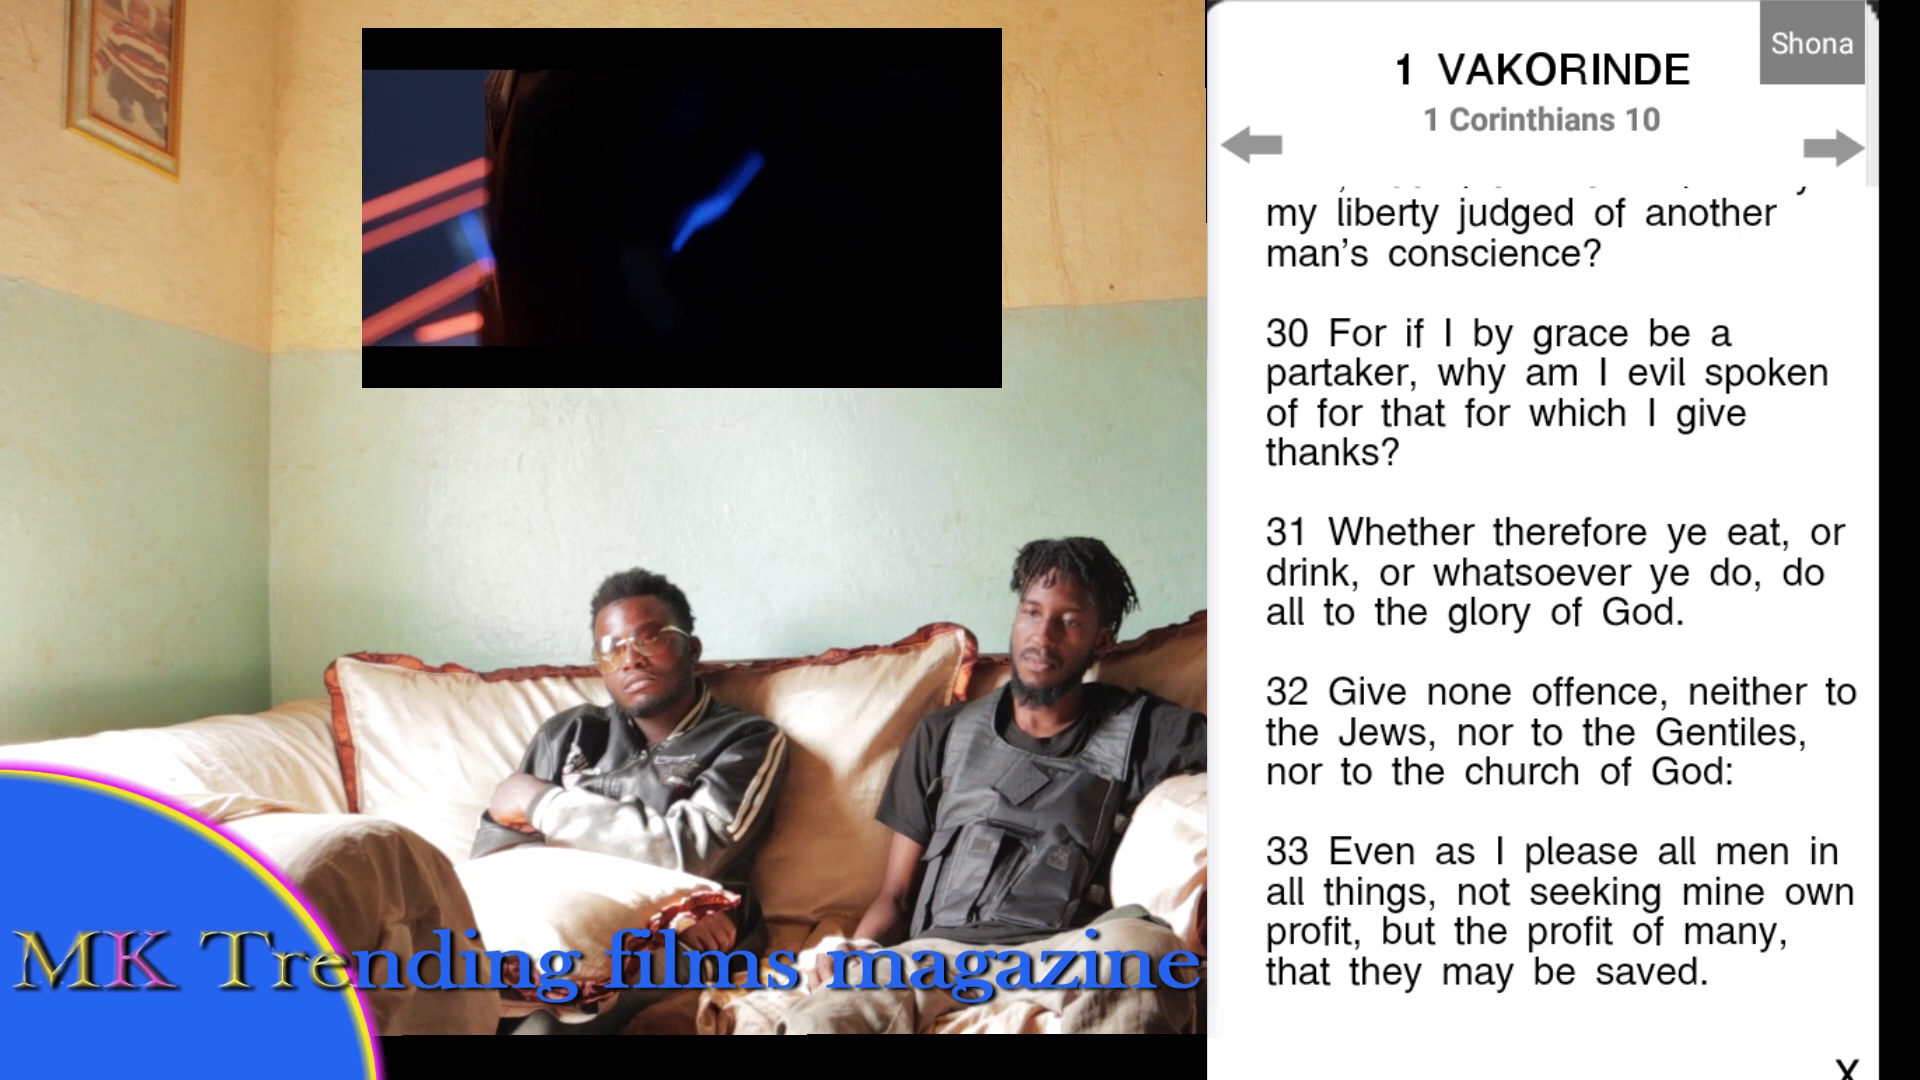 Shona
1 VAKORINDE
1 Corinthians 10
my liberty judged of another
man’s conscience?
30 For if I by grace be a
partaker, why am I evil spoken
of for that for which I give
thanks?
31 Whether therefore ye eat, or
drink, or whatsoever ye do, do
all to the glory of God.
32 Give none offence, neither to
the Jews, nor to the Gentiles,
nor to the church of God:
33 Even as I please all men in
all things, not seeking mine own
profit, but the profit of many,
that they may be saved.
X
MK Trending films magazine